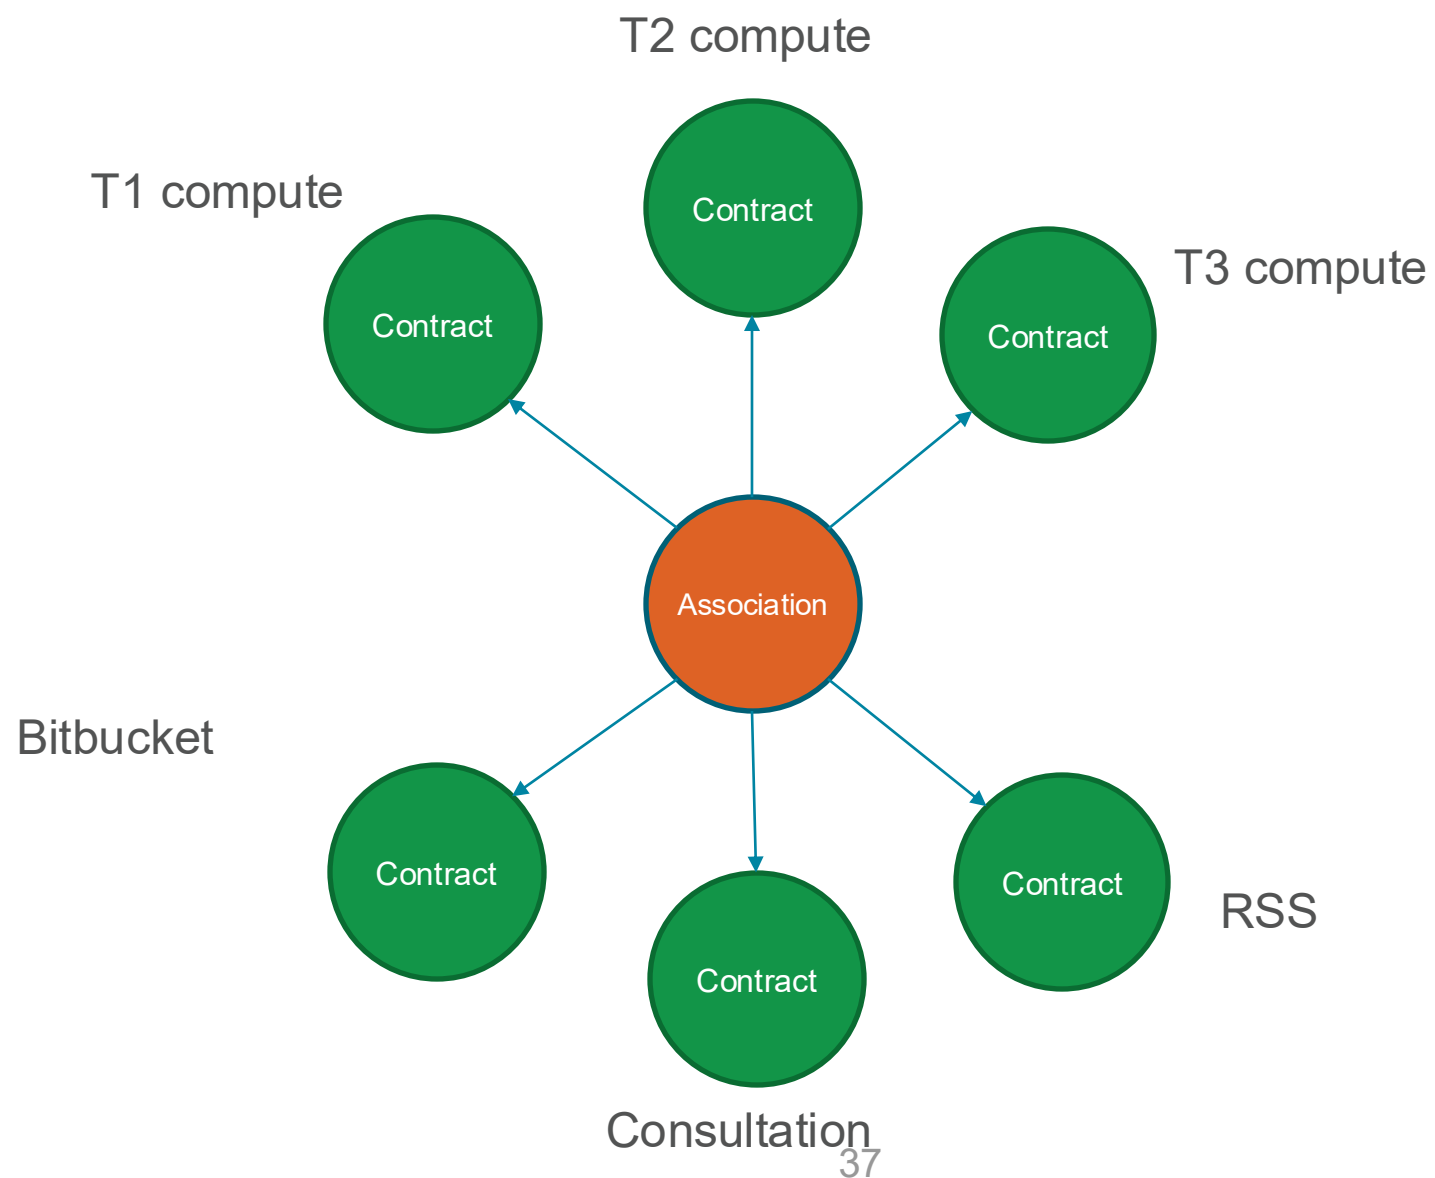 T2 compute
T1 compute
Contract
T3 compute
Contract
Contract
Association
Bitbucket
Contract
Contract
RSS
Contract
Consultation
37